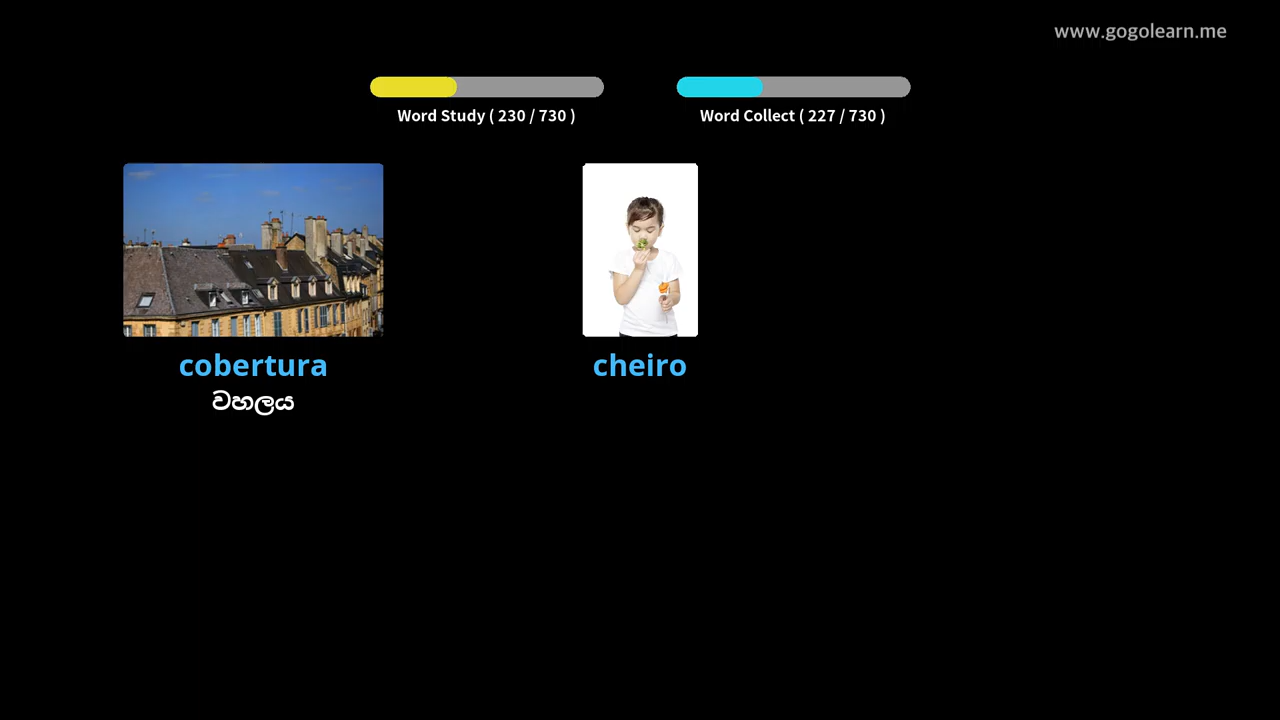 www.gogolearn.me
Word Study ( 230 / 730 )
Word Collect ( 227 / 730 )
cobertura
වහලය
cheiro